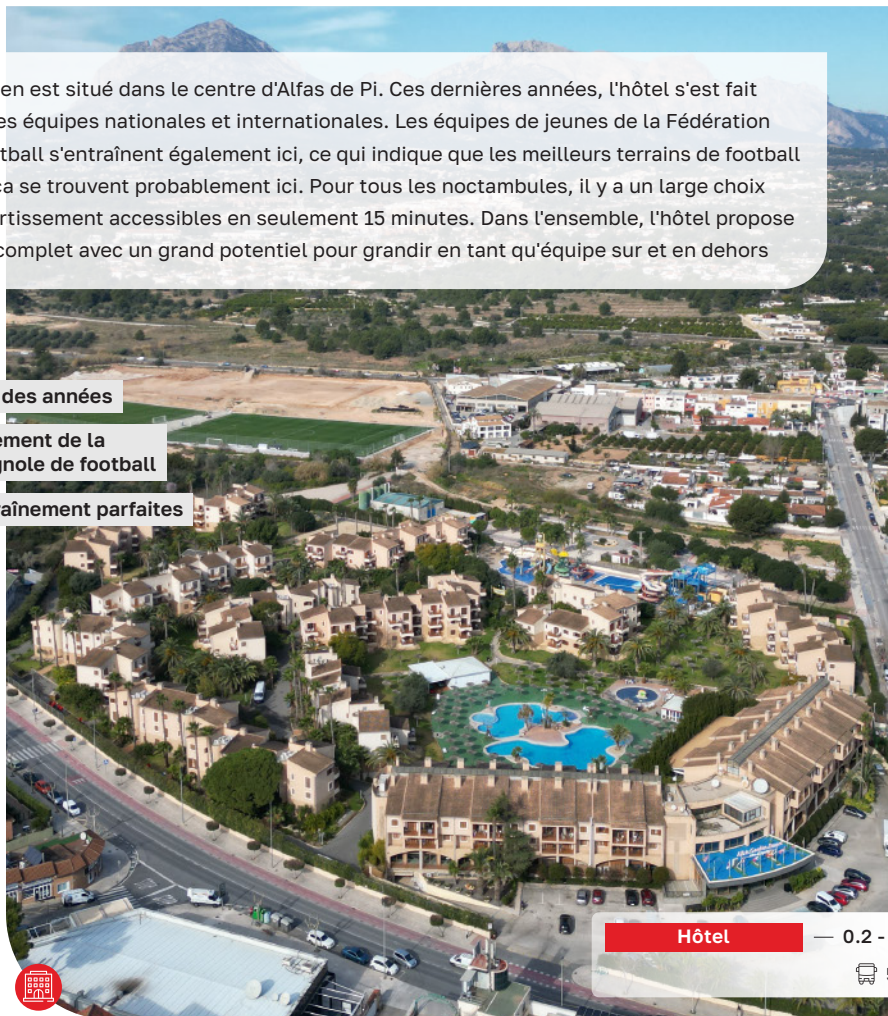 en est situé dans le centre d'Alfas de Pi. Ces dernières années, l'hôtel s'est fait
es équipes nationales et internationales. Les équipes de jeunes de la Fédération
tball s'entraînent également ici, ce qui indique que les meilleurs terrains de football
ca se trouvent probablement ici. Pour tous les noctambules, il y a un large choix
ertissement accessibles en seulement 15 minutes. Dans l'ensemble, l'hôtel propose
complet avec un grand potentiel pour grandir en tant qu'équipe sur et en dehors
des années
ement de la
gnole de football
raînement parfaites
Hôtel — 0.2 -